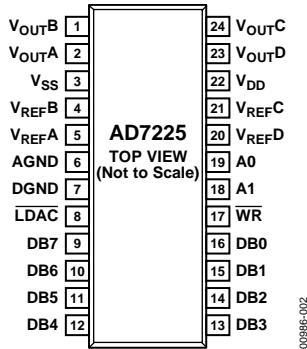 VOUTB 1 24 VOUTC
VOUTA 2 23 VOUTD
VSS 3 22 VDD
VREFB 4 21 VREFC
VREFA 5 20 VREFD
AD7225
TOP VIEW
(Not to Scale)
AGND 6 19 A0
DGND 7 18 A1
LDAC 8 17 WR
DB7 9 16 DB0
DB6 10 15 DB1
DB5 11 14 DB2
DB4 12 13 DB3
00986-002